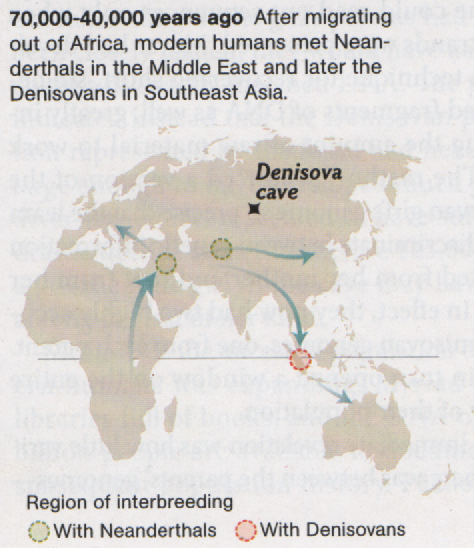 70,000-40,000 years ago After migrating
out of Africa, modern humans met Nean-
derthals in the Middle East and later the
Denisovans in Southeast Asia.
Denisova
cave
Region of interbreeding
With Neanderthals With Denisovans